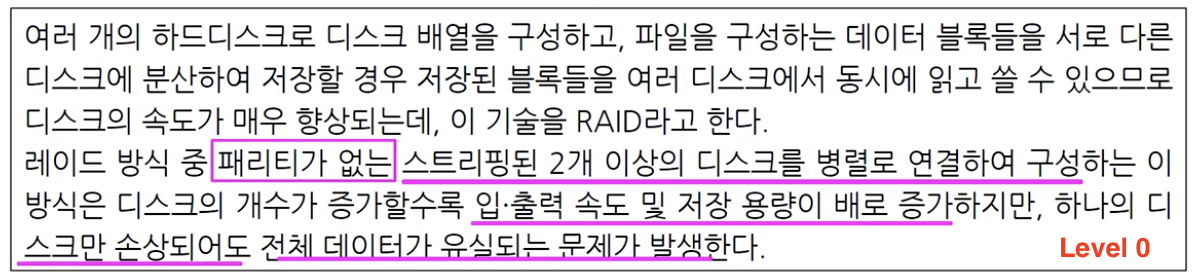 여러 개의 하드디스크로 디스크 배열을 구성하고, 파일을 구성하는 데이터 블록들을 서로 다른
디스크에 분산하여 저장할 경우 저장된 블록들을 여러 디스크에서 동시에 읽고 쓸 수 있으므로
디스크의 속도가 매우 향상되는데, 이 기술을 RAID라고 한다.
레이드 방식 중 패리티가 없는 스트리핑된 2개 이상의 디스크를 병렬로 연결하여 구성하는 이
방식은 디스크의 개수가 증가할수록 입·출력 속도 및 저장 용량이 배로 증가하지만, 하나의 디
스크만 손상되어도 전체 데이터가 유실되는 문제가 발생한다.
Level 0